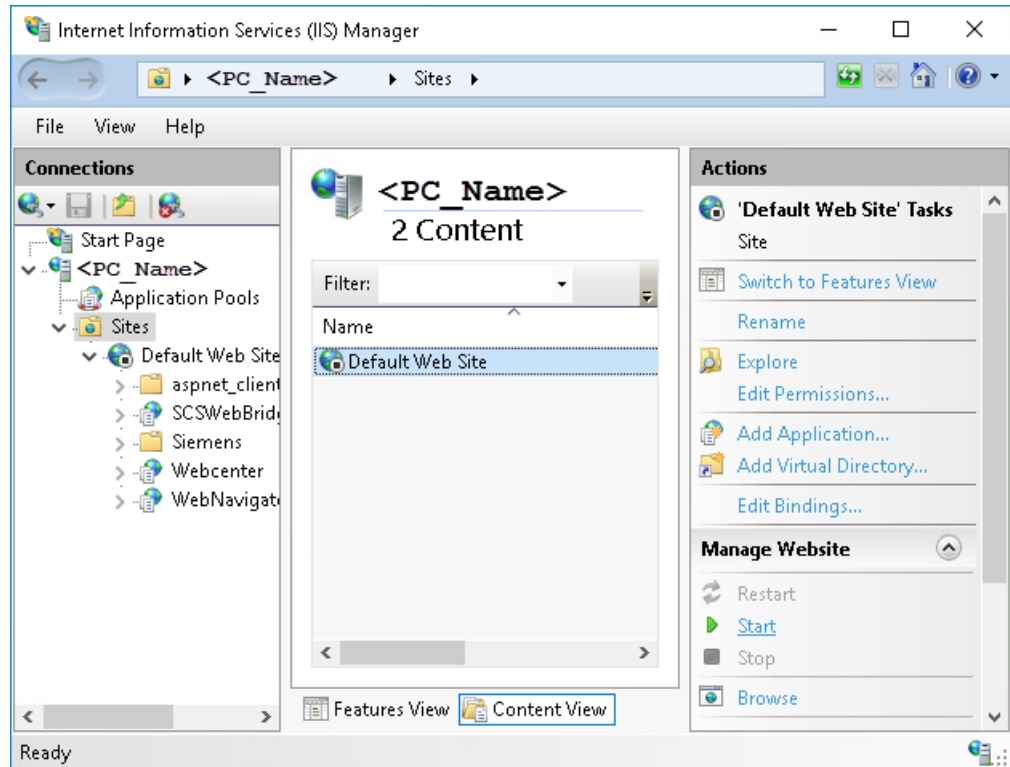 Internet Information Services (IIS) Manager
<PC_Name> Sites
File View Help
Connections
Start Page
<PC_Name>
Application Pools
Sites
Default Web Site
aspnet_client
SCSWebBridg
Siemens
Webcenter
WebNavigato
<PC_Name>
2 Content
Filter:
Name
Default Web Site
Features View Content View
Actions
'Default Web Site' Tasks
Site
Switch to Features View
Rename
Explore
Edit Permissions...
Add Application...
Add Virtual Directory...
Edit Bindings...
Manage Website
Restart
Start
Stop
Browse
Ready